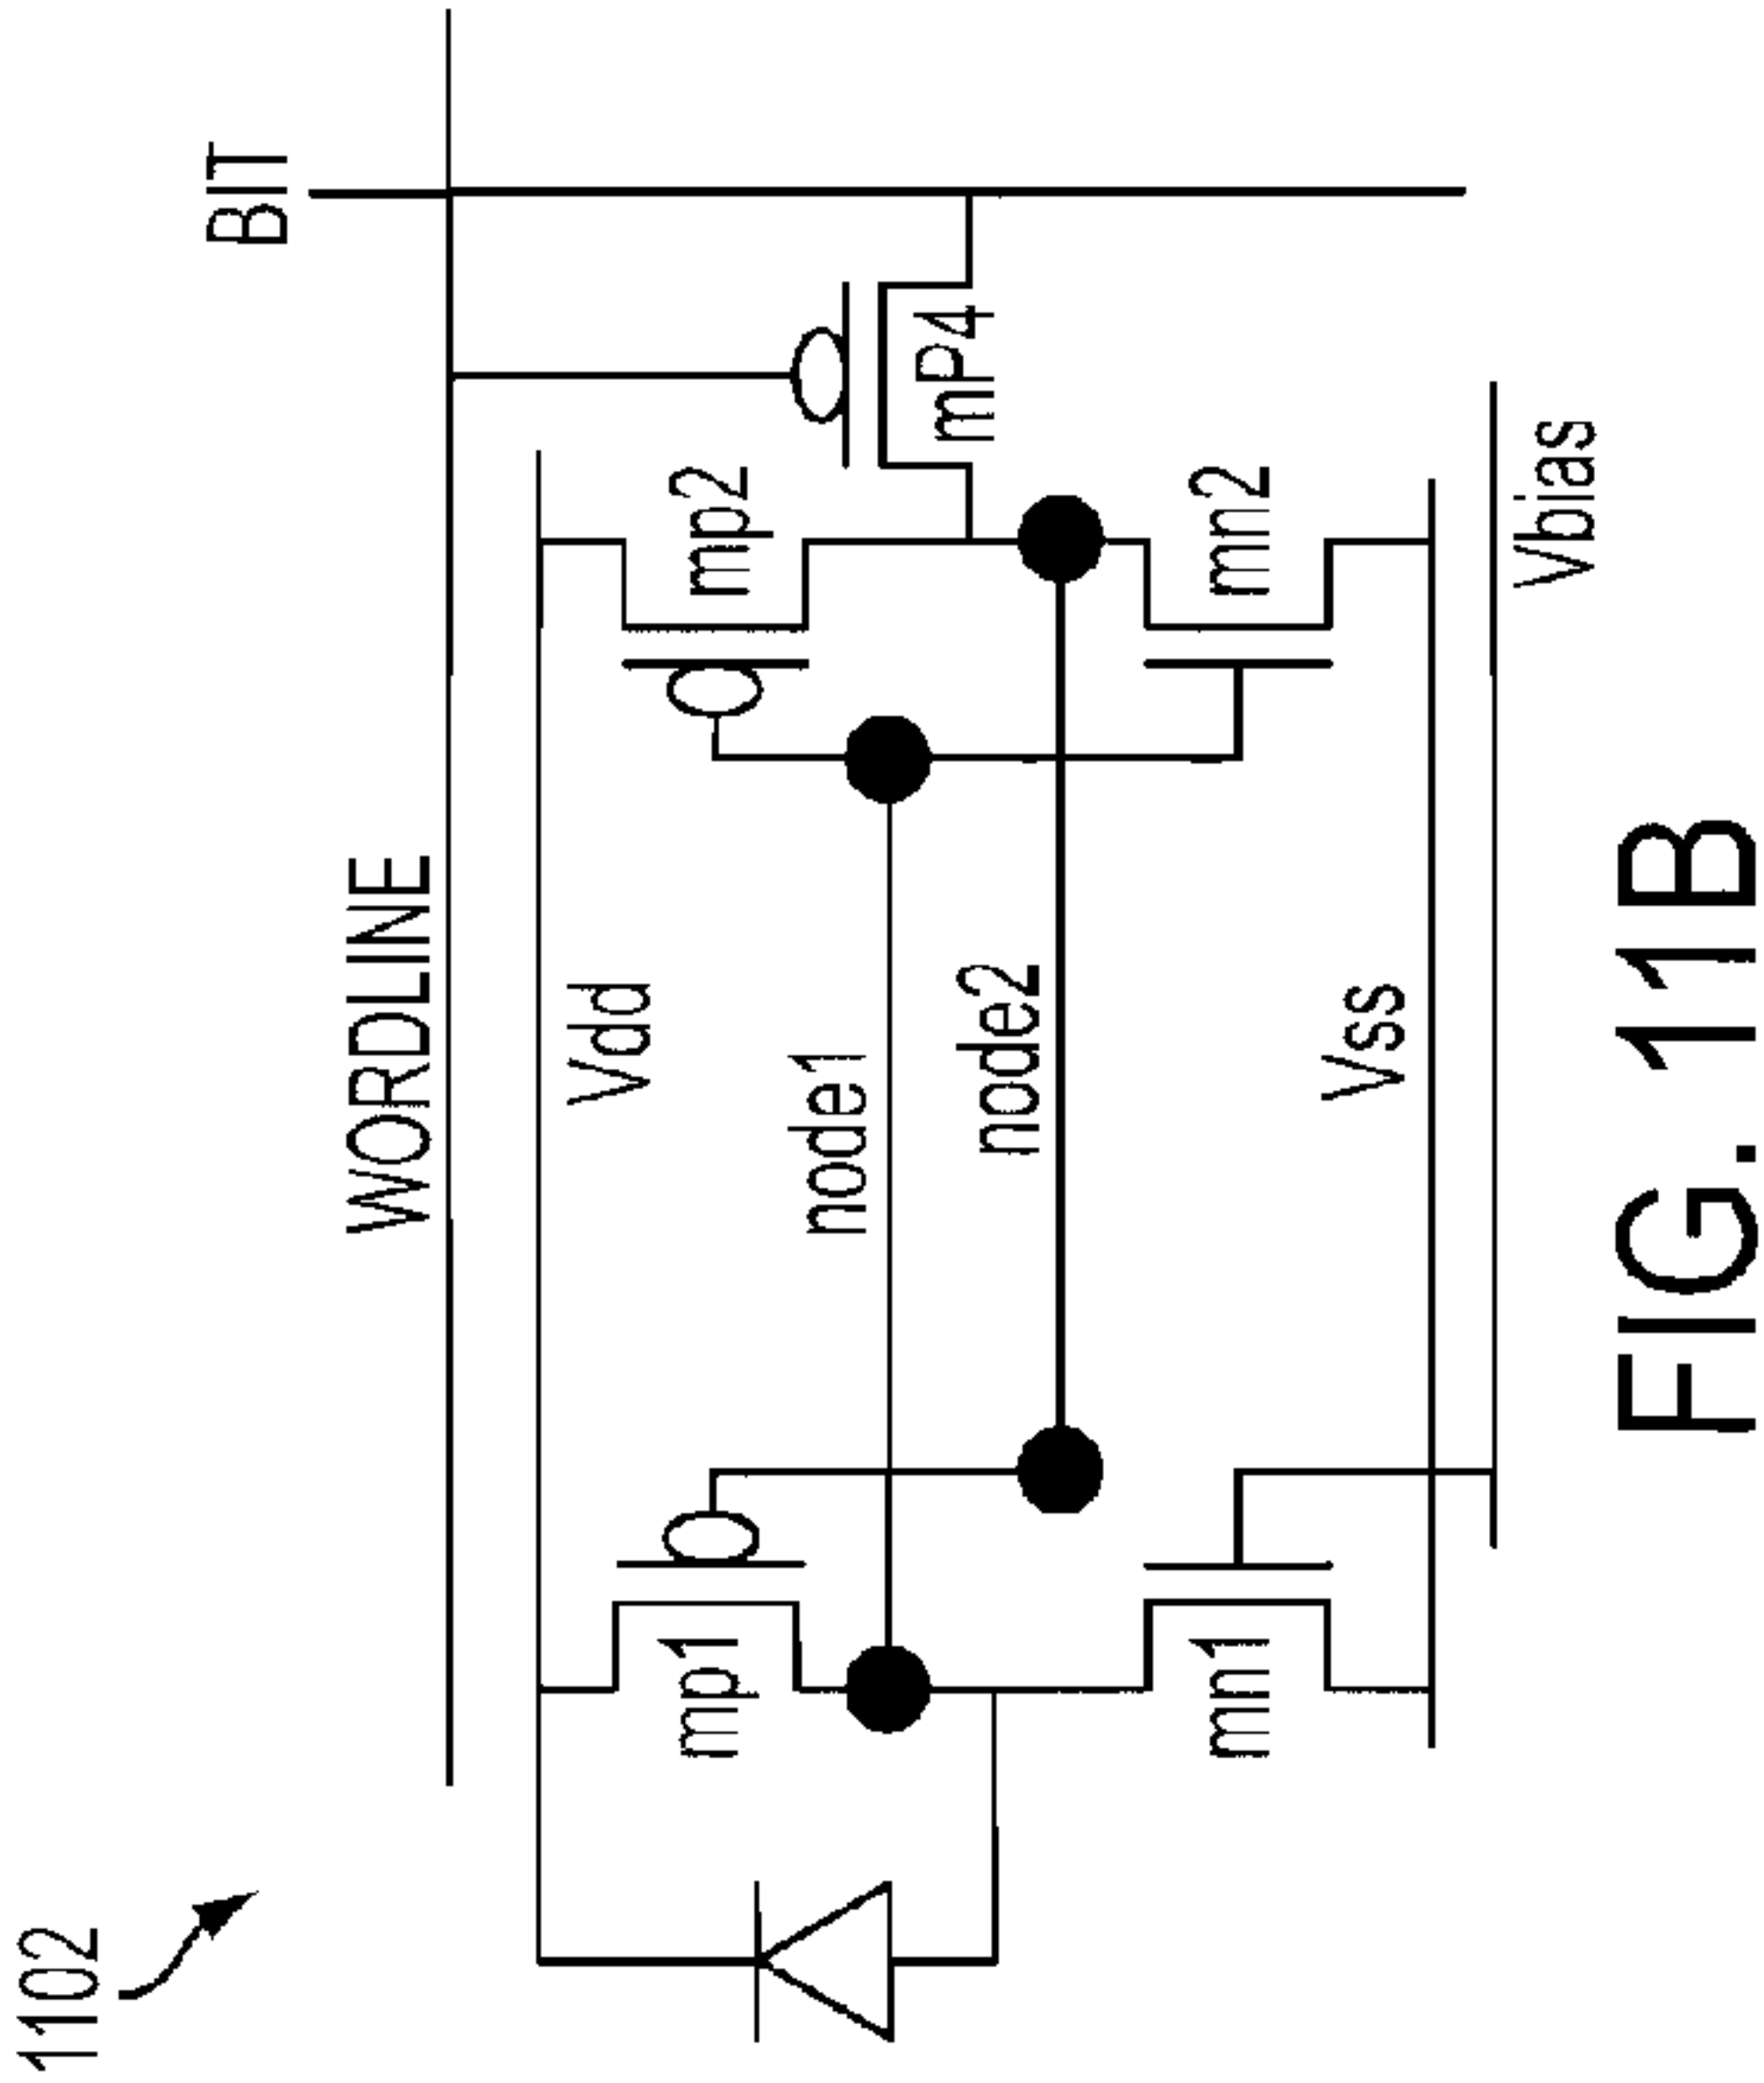 1102
BIT
WORDLINE
Vdd
mp1
mp2
node1
mP4
node2
mn1
mn2
Vss
Vbias
FIG. 11B